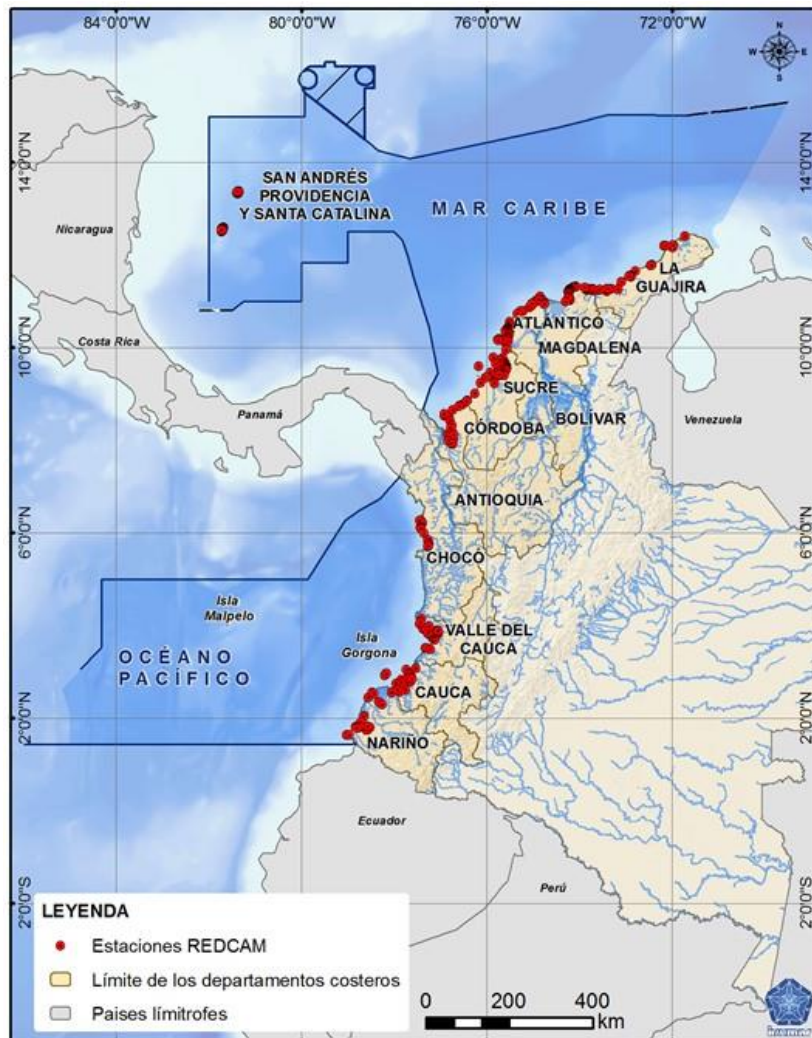 84°0'0"W
80°0'0"W
76°0'0"W
72°0'0"W
N
W
E
S
14°0'0"N
14°0'0"N
SAN ANDRÉS
PROVIDENCIA
Y SANTA CATALINA
MAR CARIBE
Nicaragua
LA
GUAJIRA
ATLÁNTICO
Costa Rica
MAGDALENA
10°0'0"N
10°0'0"N
SUCRE
Panamá
BOLÍVAR
Venezuela
CÓRDOBA
ANTIOQUIA
6°0'0"N
6°0'0"N
CHOCÓ
Isla
Malpelo
Isla
Gorgona
VALLE DEL
CAUCA
OCÉANO
PACÍFICO
CAUCA
2°0'0"N
2°0'0"N
NARIÑO
Ecuador
Perú
2°0'0"S
2°0'0"S
LEYENDA
Estaciones REDCAM
Límite de los departamentos costeros
Paises límitrofes
0 200 400
km